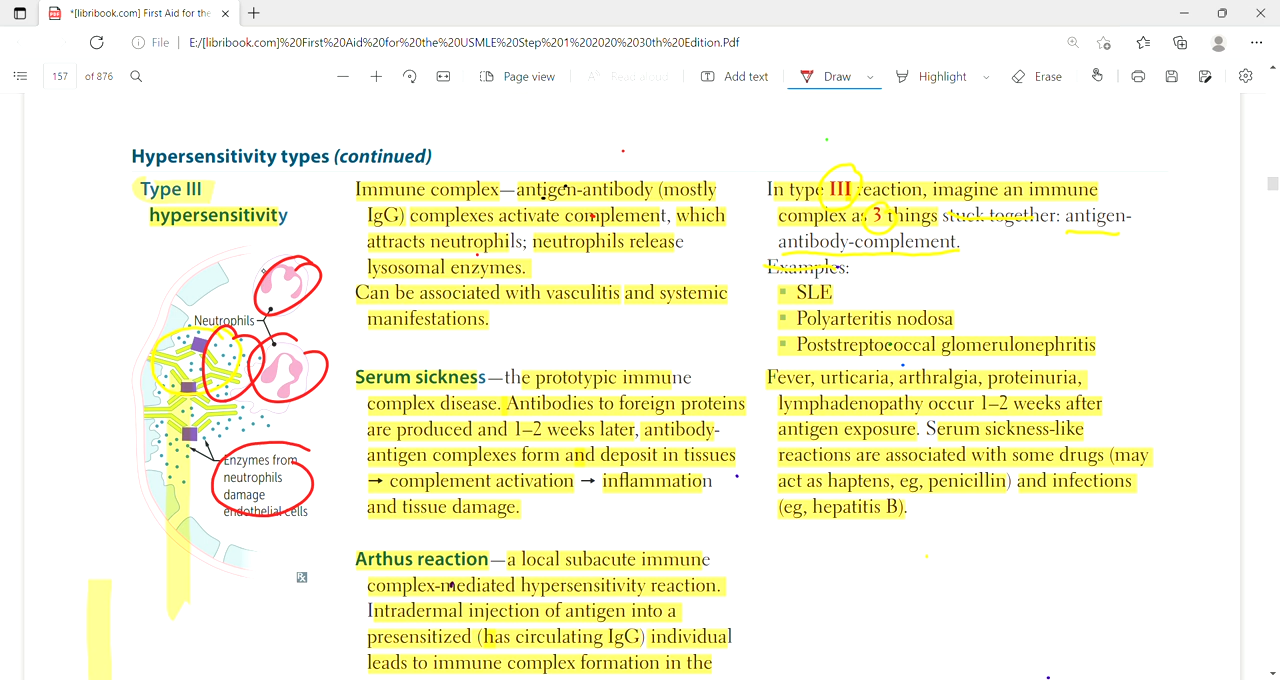 *[libribook.com] First Aid for the
File E:/[libribook.com]%20First%20Aid%20for%20the%20USMLE%20Step%201%202020%2030th%20Edition.Pdf
157 of 876 Page view Read aloud Add text Draw Highlight Erase
Hypersensitivity types (continued)
Type III
hypersensitivity
Neutrophils
Enzymes from
neutrophils
damage
endothelial cells
Rx
Immune complex—antigen-antibody (mostly
IgG) complexes activate complement, which
attracts neutrophils; neutrophils release
lysosomal enzymes.
Can be associated with vasculitis and systemic
manifestations.
In type III reaction, imagine an immune
complex as 3 things stuck together: antigen-
antibody-complement.
Examples:
SLE
Polyarteritis nodosa
Poststreptococcal glomerulonephritis
Serum sickness—the prototypic immune
complex disease. Antibodies to foreign proteins
are produced and 1–2 weeks later, antibody-
antigen complexes form and deposit in tissues
→ complement activation → inflammation
and tissue damage.
Fever, urticaria, arthralgia, proteinuria,
lymphadenopathy occur 1–2 weeks after
antigen exposure. Serum sickness-like
reactions are associated with some drugs (may
act as haptens, eg, penicillin) and infections
(eg, hepatitis B).
Arthus reaction—a local subacute immune
complex-mediated hypersensitivity reaction.
Intradermal injection of antigen into a
presensitized (has circulating IgG) individual
leads to immune complex formation in the